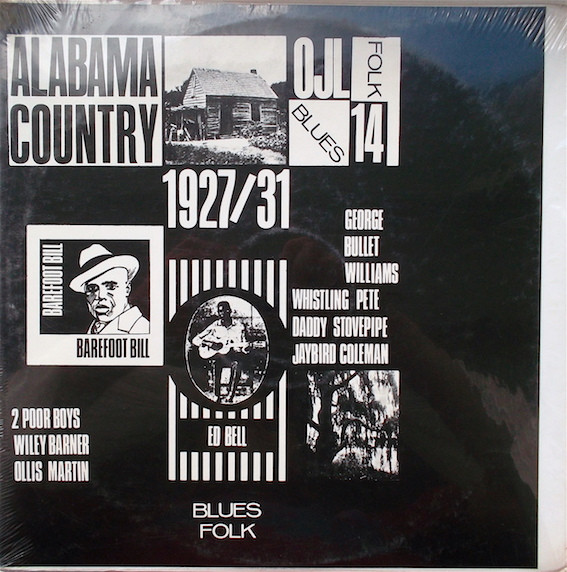 ALABAMA
COUNTRY
OJL
FOLK
BLUES
14
1927/31
GEORGE
BULLET
WILLIAMS
WHISTLING PETE
DADDY STOVEPIPE
JAYBIRD COLEMAN
BAREFOOT BILL
BAREFOOT BILL
ED BELL
2 POOR BOYS
WILEY BARNER
OLLIS MARTIN
BLUES
FOLK